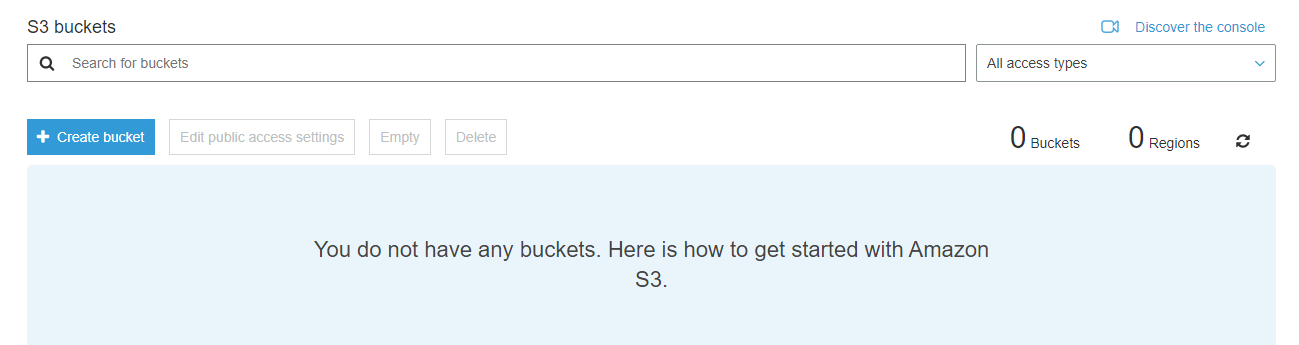 S3 buckets
Discover the console
Search for buckets
All access types
Create bucket
Edit public access settings
Empty
Delete
0 Buckets
0 Regions
You do not have any buckets. Here is how to get started with Amazon
S3.